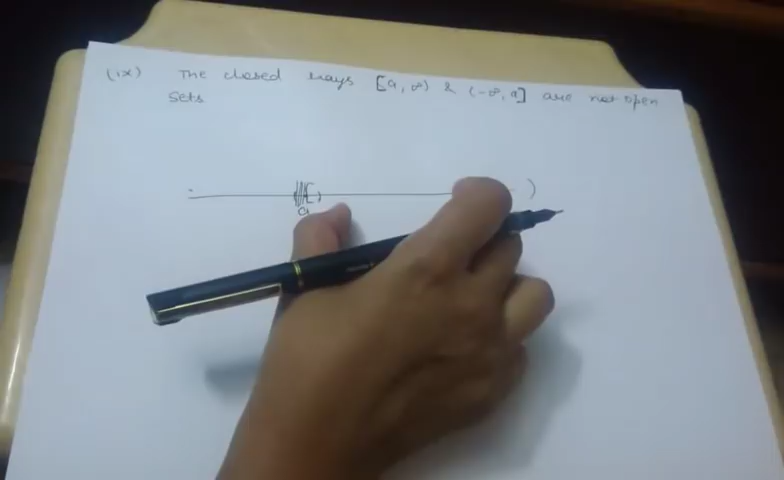 (ix) The closed rays [a, ∞) & (-∞, a] are not open
sets
[ )
a